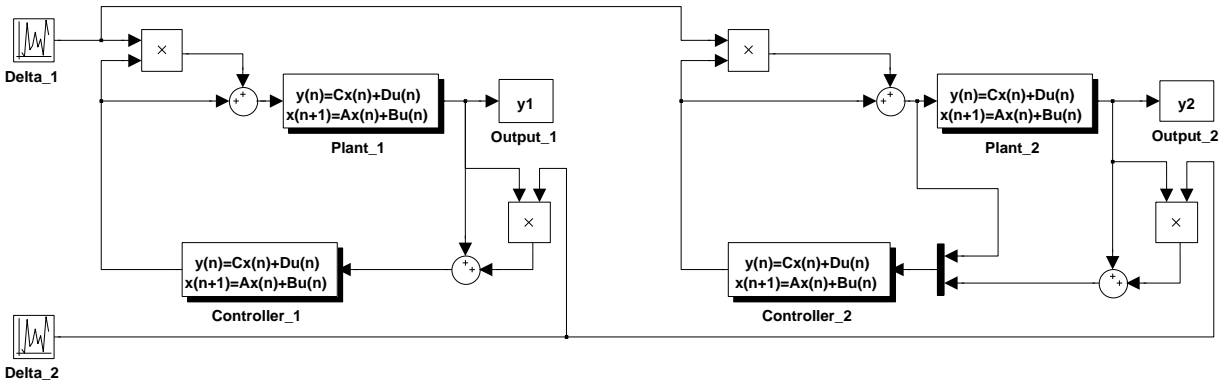 Delta_1
×
y(n)=Cx(n)+Du(n)
x(n+1)=Ax(n)+Bu(n)
Plant_1
y1
Output_1
×
y(n)=Cx(n)+Du(n)
x(n+1)=Ax(n)+Bu(n)
Controller_1
Delta_2
×
y(n)=Cx(n)+Du(n)
x(n+1)=Ax(n)+Bu(n)
Plant_2
y2
Output_2
×
y(n)=Cx(n)+Du(n)
x(n+1)=Ax(n)+Bu(n)
Controller_2